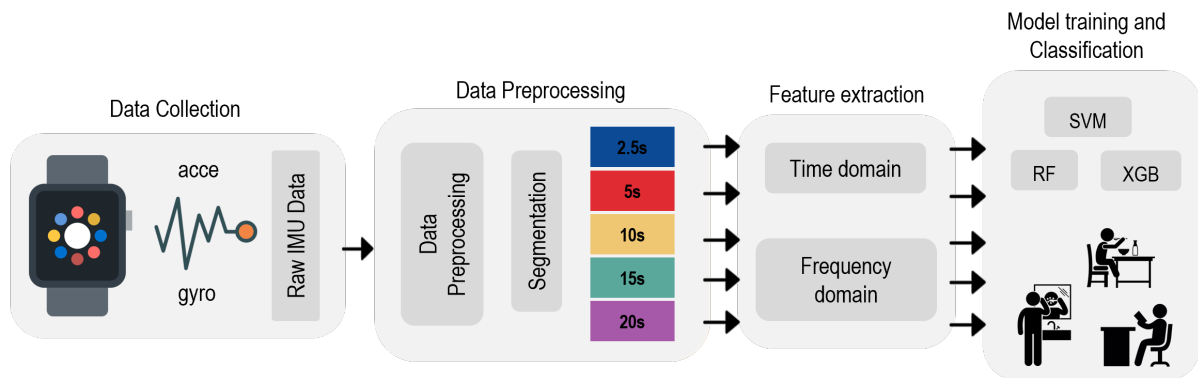 Data Collection
acce
gyro
Raw IMU Data
Data Preprocessing
Data
Preprocessing
Segmentation
2.5s
5s
10s
15s
20s
Feature extraction
Time domain
Frequency
domain
Model training and
Classification
SVM
RF
XGB